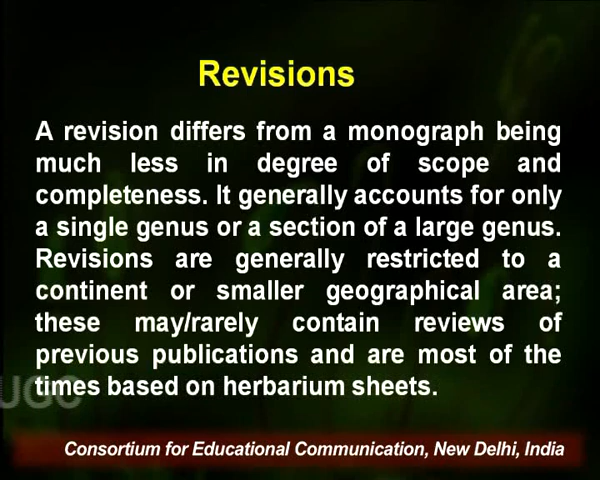 Revisions
A revision differs from a monograph being
much less in degree of scope and
completeness. It generally accounts for only
a single genus or a section of a large genus.
Revisions are generally restricted to a
continent or smaller geographical area;
these may/rarely contain reviews of
previous publications and are most of the
times based on herbarium sheets.
UGC
Consortium for Educational Communication, New Delhi, India